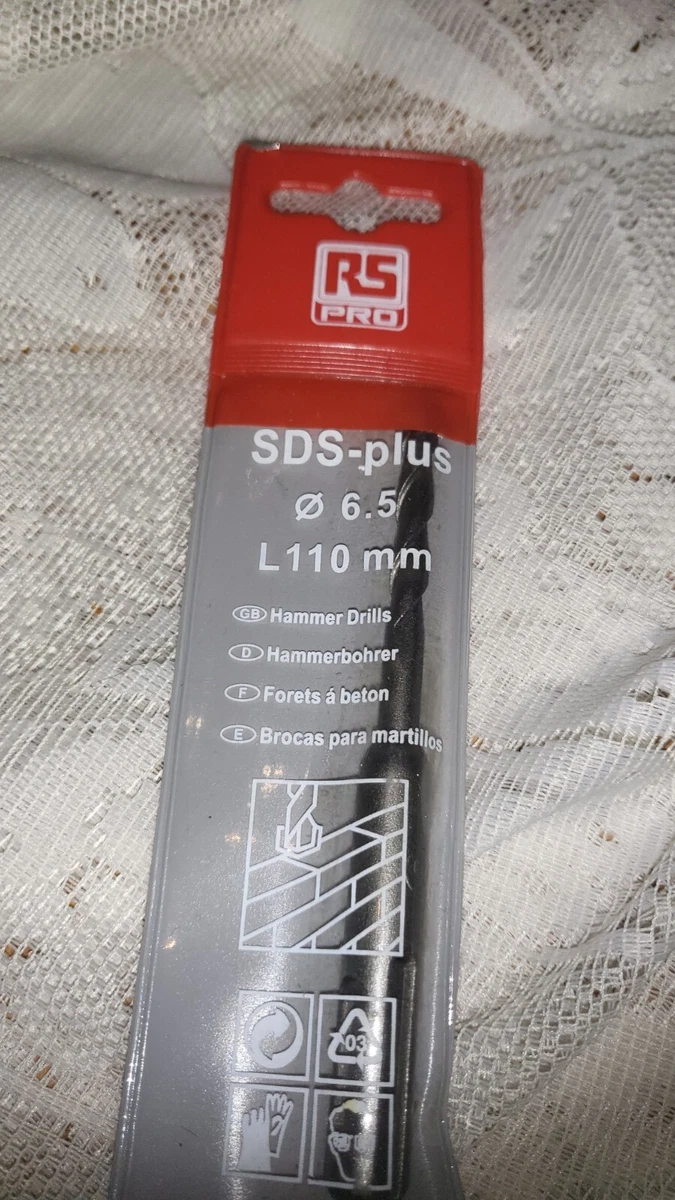 RS
PRO
SDS-plus
Ø 6.5
L110 mm
GB Hammer Drills
D Hammerbohrer
F Forets á beton
E Brocas para martillos
03